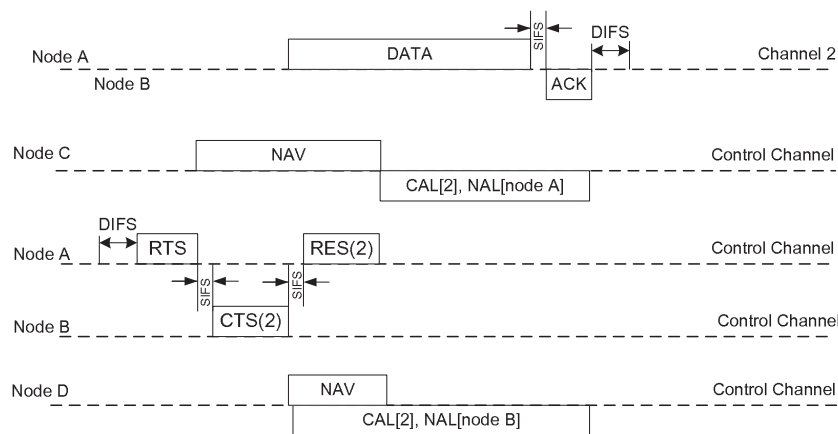 Node A DATA SIFS DIFS Channel 2
Node B ACK
Node C NAV Control Channel
CAL[2], NAL[node A]
DIFS
Node A RTS RES(2) Control Channel
SIFS SIFS
Node B CTS(2) Control Channel
Node D NAV Control Channel
CAL[2], NAL[node B]